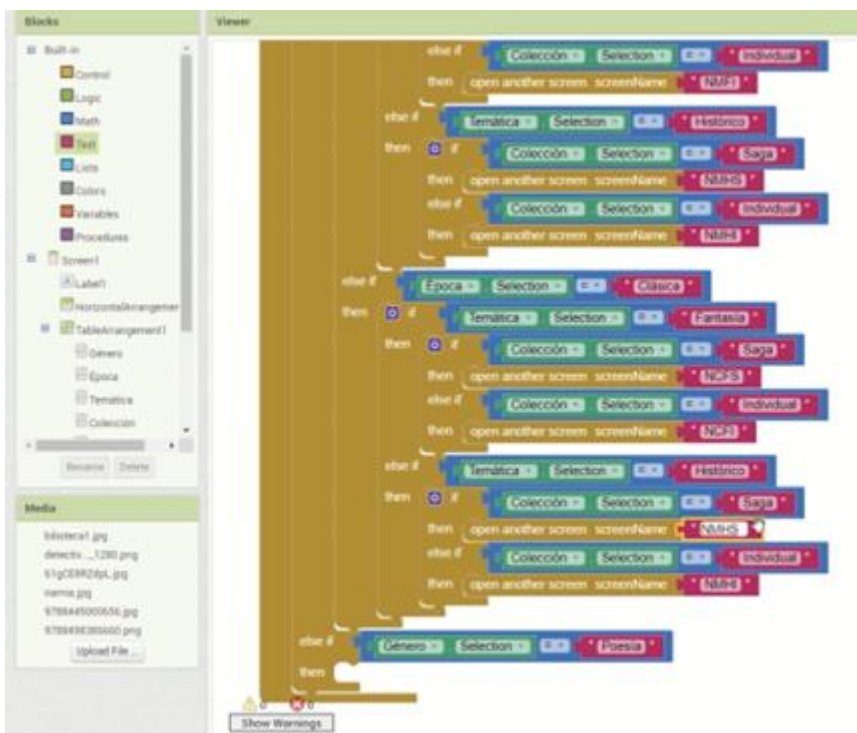 Blocks
Built-in
Control
Logic
Math
Text
Lists
Colors
Variables
Procedures
Screen1
Label1
HorizontalArrangemer
TableArrangement1
Género
Época
Temática
Colección
Rename Delete
Media
biblioteca1.jpg
detectiv ..._1280.png
narnia.jpg
Upload File ...
Viewer
else if Colección Selection = " Individual "
then open another screen screenName " NMFI "
else if Temática Selection = " Histórico "
then if Colección Selection = " Saga "
then open another screen screenName " NMHS "
else if Colección Selection = " Individual "
then open another screen screenName " NMHI "
else if Época Selection = " Clásica "
then if Temática Selection = " Fantasía "
then if Colección Selection = " Saga "
then open another screen screenName " NCFS "
else if Colección Selection = " Individual "
then open another screen screenName " NCFI "
else if Temática Selection = " Histórico "
then if Colección Selection = " Saga "
then open another screen screenName " NMHS
else if Colección Selection = " Individual "
then open another screen screenName " NMHI "
else if Género Selection = " Poesía "
then
0 0
Show Warnings